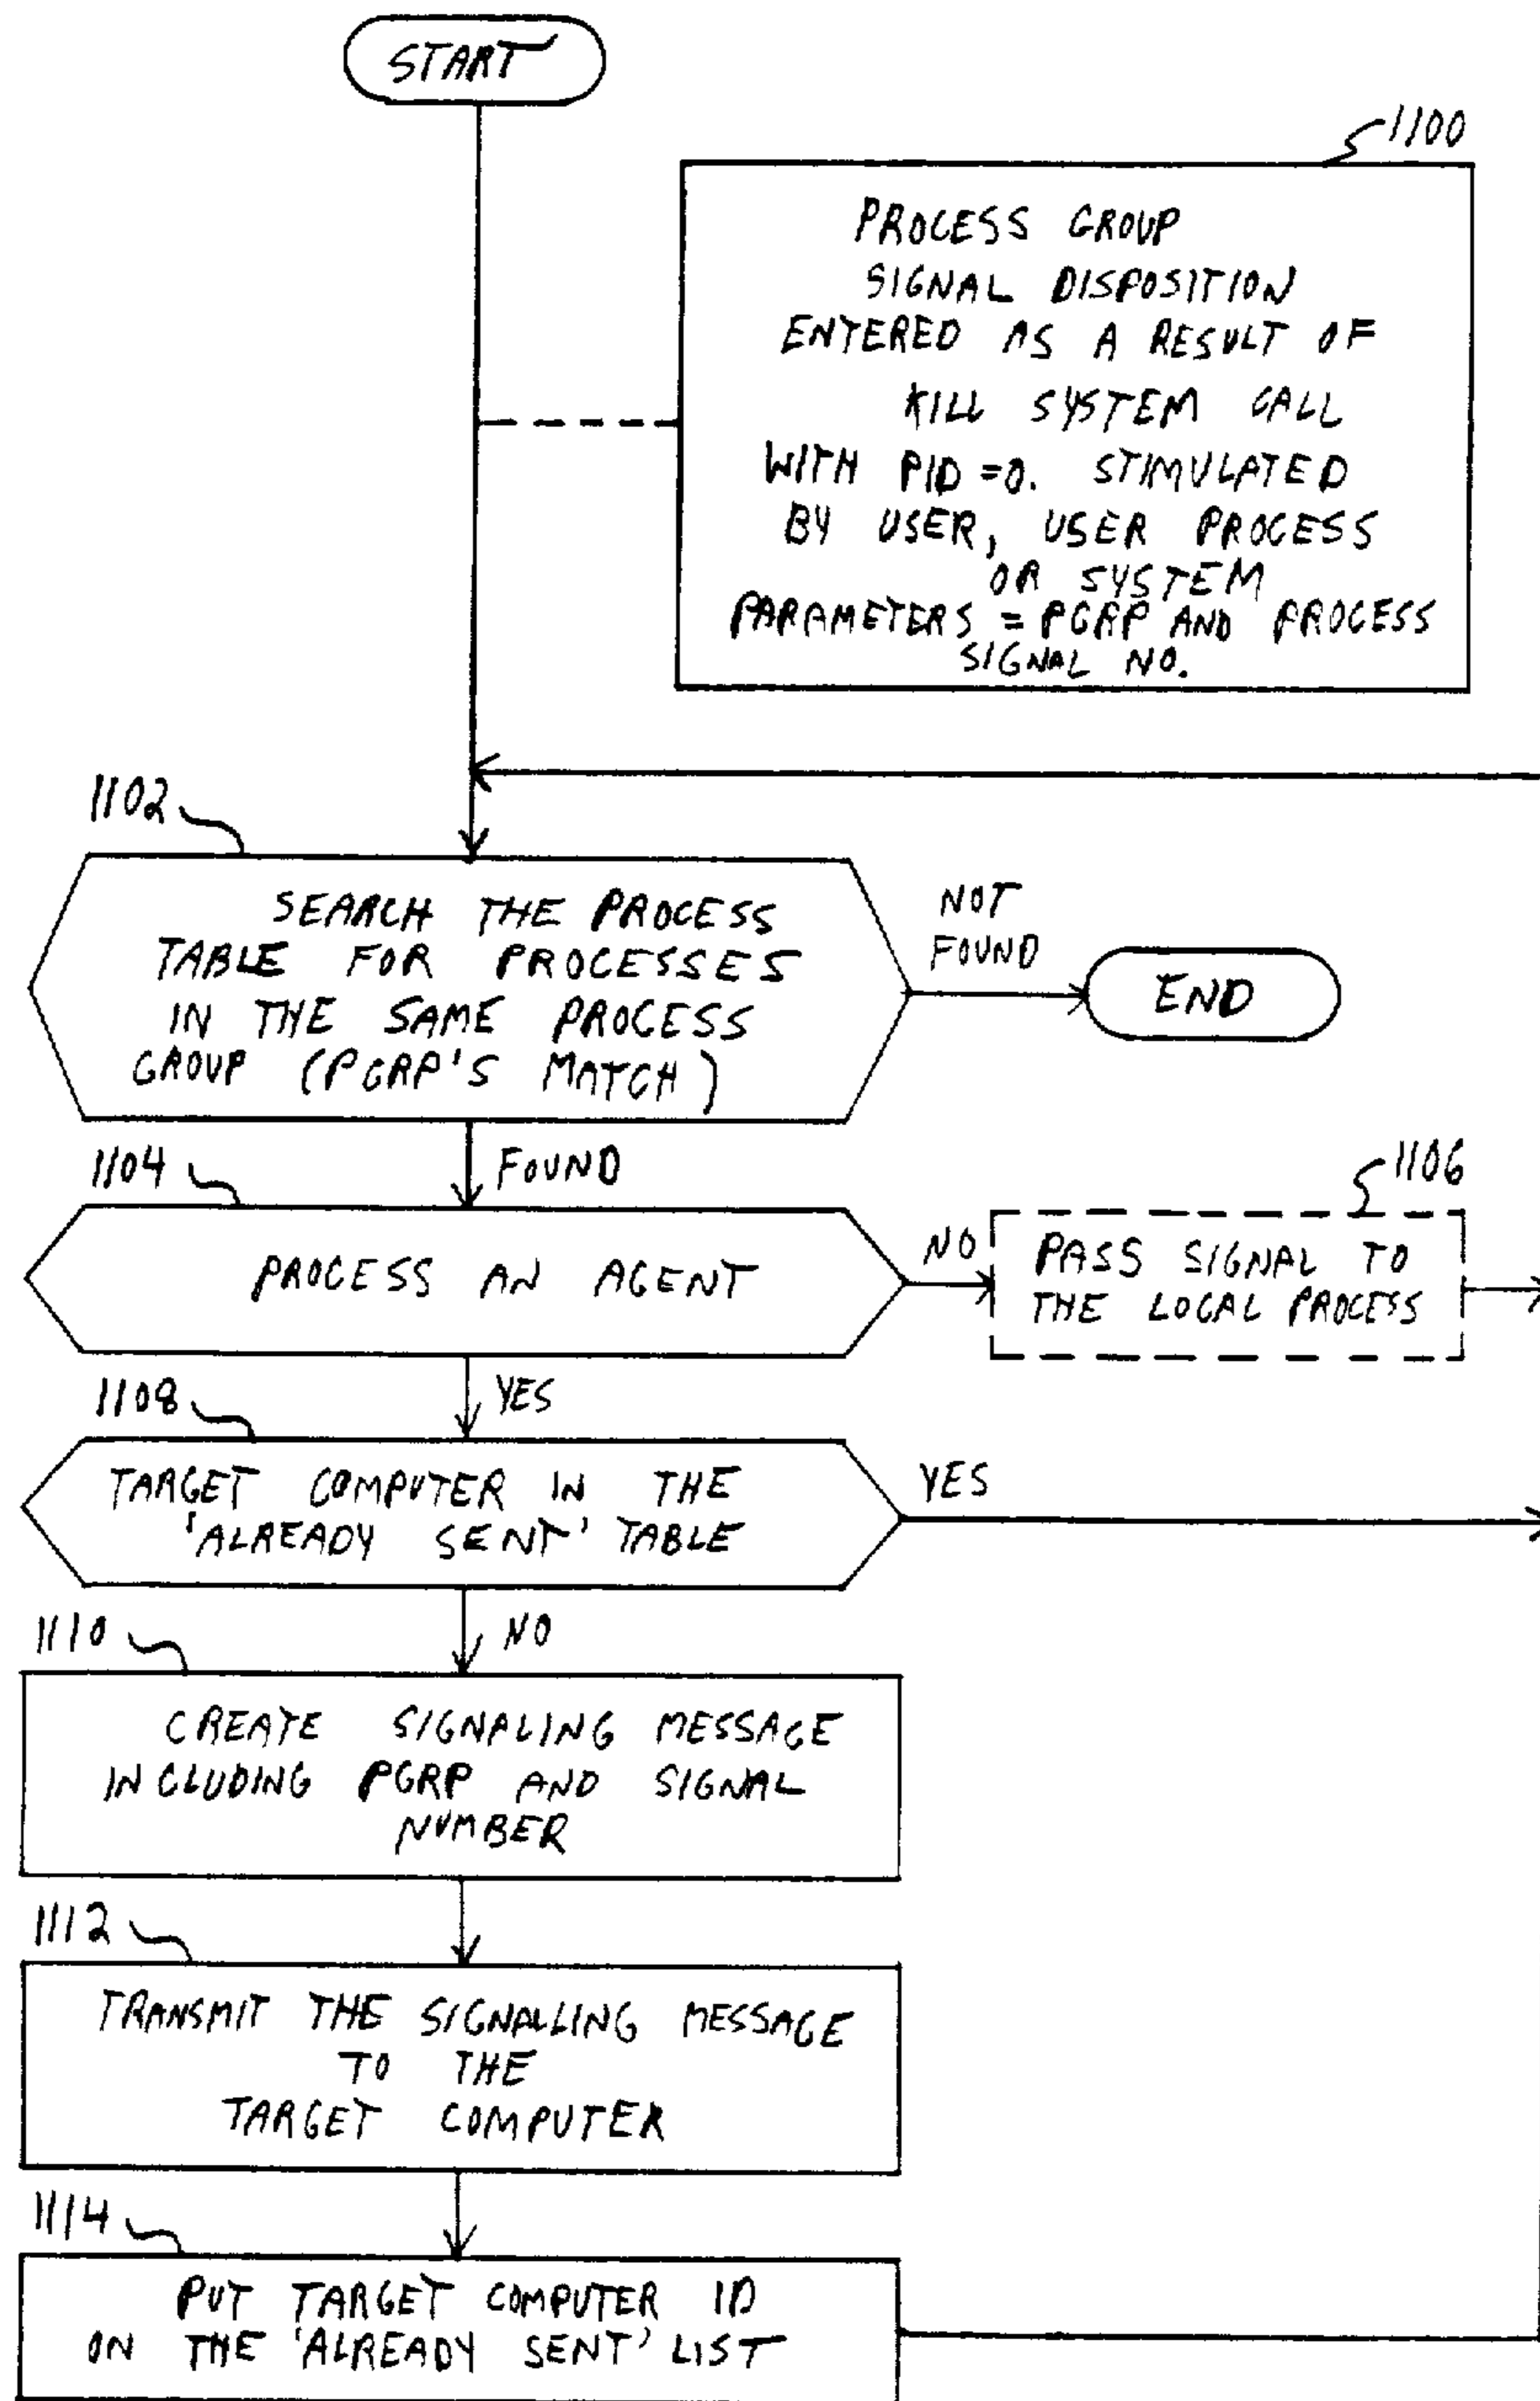 START
1100
PROCESS GROUP
SIGNAL DISPOSITION
ENTERED AS A RESULT OF
KILL SYSTEM CALL
WITH PID =0. STIMULATED
BY USER, USER PROCESS
OR SYSTEM
PARAMETERS = PGRP AND PROCESS
SIGNAL NO.
1102
SEARCH THE PROCESS
TABLE FOR PROCESSES
IN THE SAME PROCESS
GROUP (PGRP'S MATCH)
NOT
FOUND
END
FOUND
1104
PROCESS AN AGENT
NO
1106
PASS SIGNAL TO
THE LOCAL PROCESS
YES
1108
TARGET COMPUTER IN THE
'ALREADY SENT' TABLE
YES
NO
1110
CREATE SIGNALING MESSAGE
INCLUDING PGRP AND SIGNAL
NUMBER
1112
TRANSMIT THE SIGNALLING MESSAGE
TO THE
TARGET COMPUTER
1114
PUT TARGET COMPUTER ID
ON THE 'ALREADY SENT' LIST